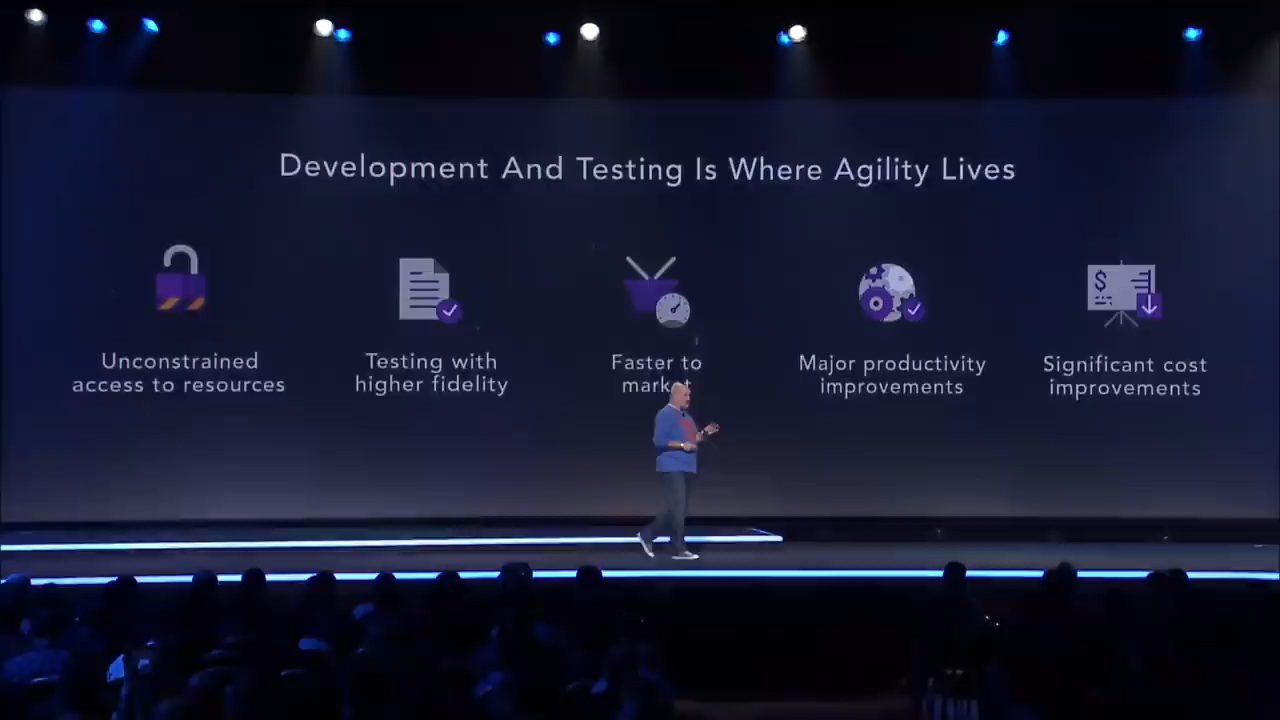 Development And Testing Is Where Agility Lives
Unconstrained
access to resources
Testing with
higher fidelity
Faster to
market
Major productivity
improvements
$
Significant cost
improvements